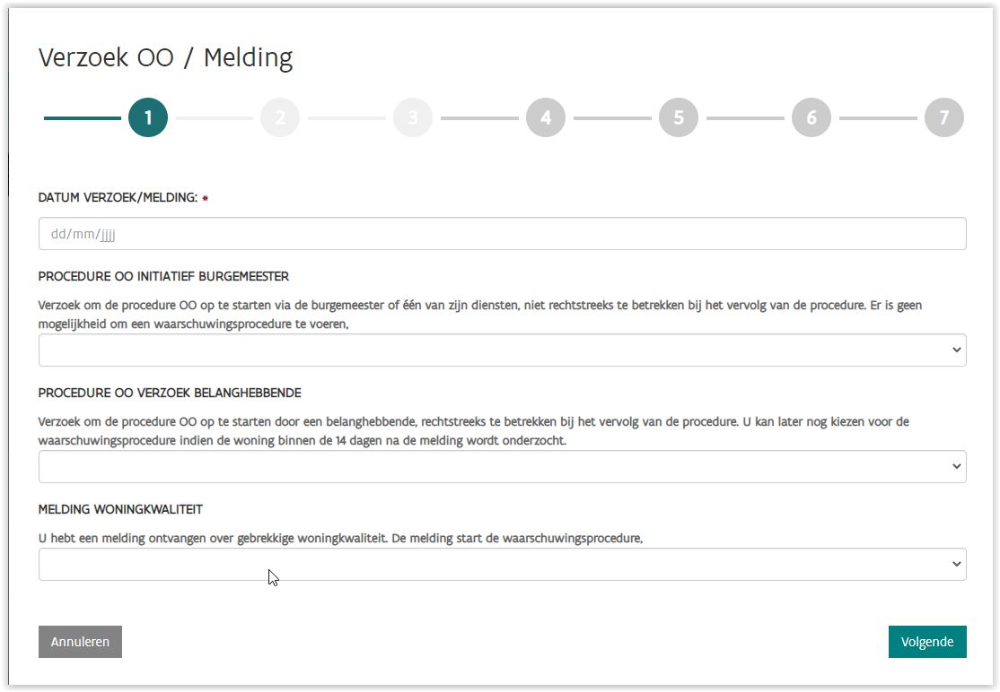 Verzoek OO / Melding
1 2 3 4 5 6 7
DATUM VERZOEK/MELDING: *
dd/mm/jjjj
PROCEDURE OO INITIATIEF BURGEMEESTER
Verzoek om de procedure OO op te starten via de burgemeester of één van zijn diensten, niet rechtstreeks te betrekken bij het vervolg van de procedure. Er is geen
mogelijkheid om een waarschuwingsprocedure te voeren,
PROCEDURE OO VERZOEK BELANGHEBBENDE
Verzoek om de procedure OO op te starten door een belanghebbende, rechtstreeks te betrekken bij het vervolg van de procedure. U kan later nog kiezen voor de
waarschuwingsprocedure indien de woning binnen de 14 dagen na de melding wordt onderzocht.
MELDING WONINGKWALITEIT
U hebt een melding ontvangen over gebrekkige woningkwaliteit. De melding start de waarschuwingsprocedure,
Annuleren
Volgende